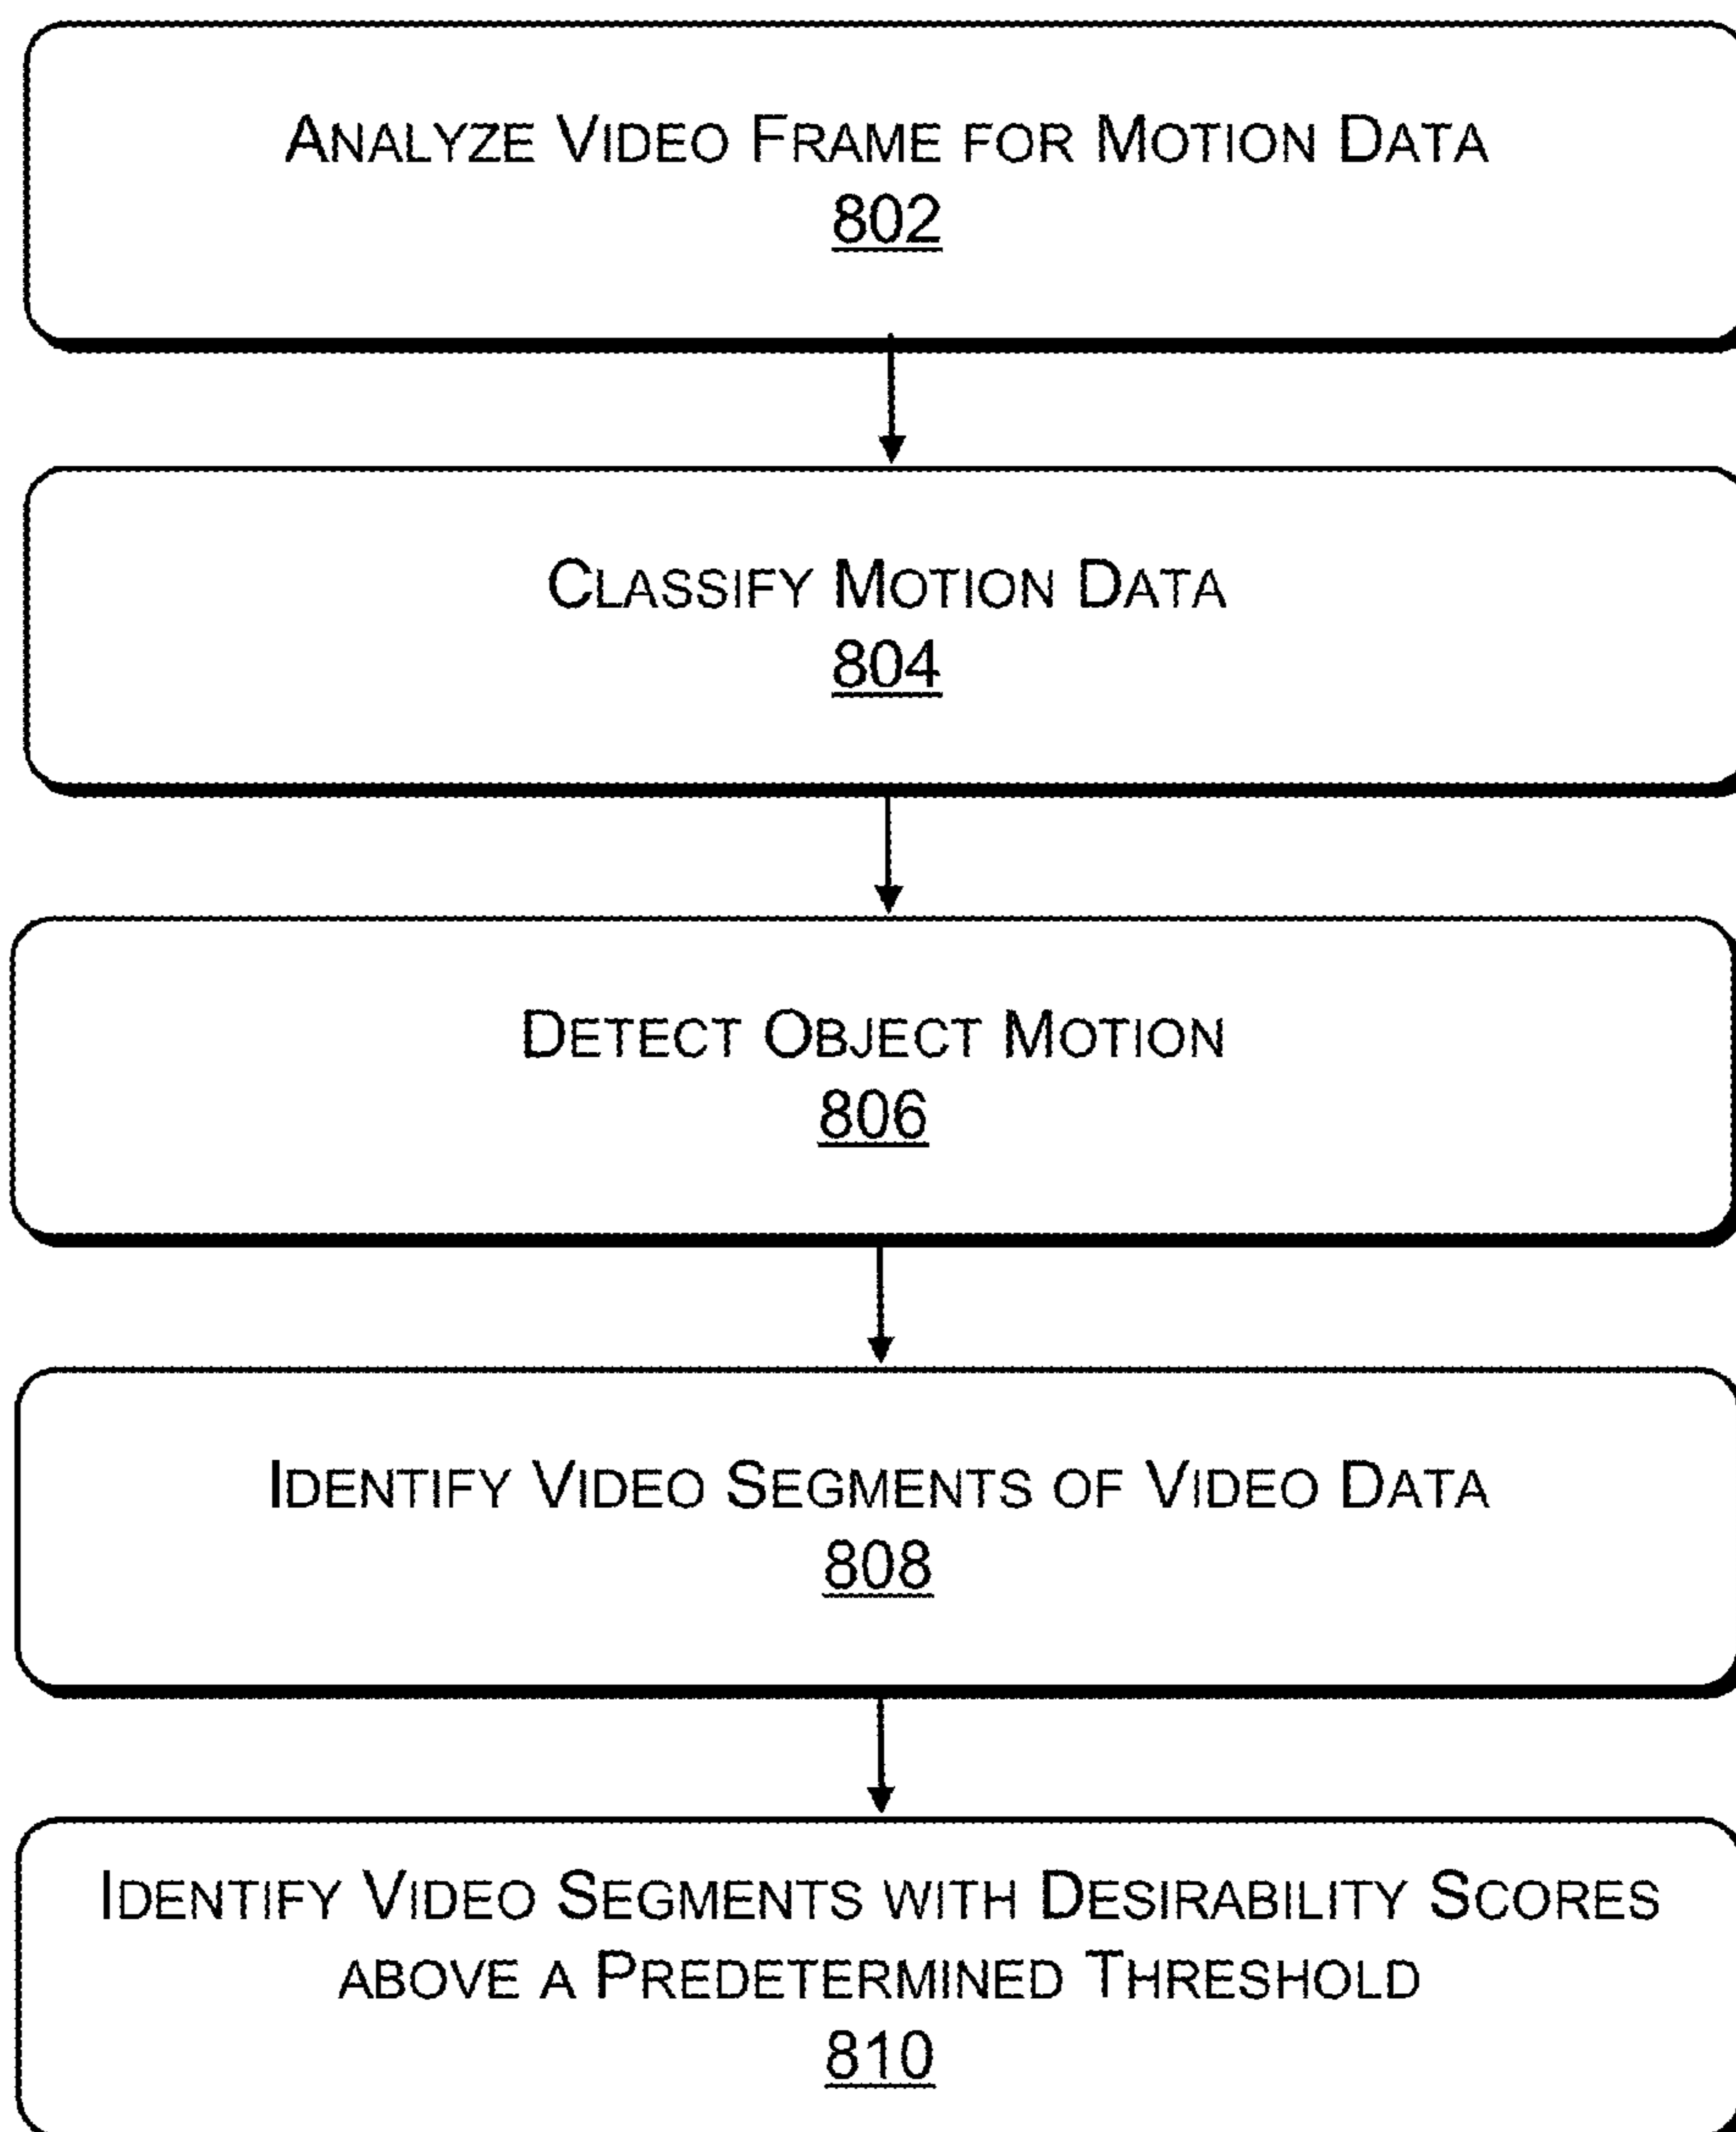 ANALYZE VIDEO FRAME FOR MOTION DATA
802
CLASSIFY MOTION DATA
804
DETECT OBJECT MOTION
806
IDENTIFY VIDEO SEGMENTS OF VIDEO DATA
808
IDENTIFY VIDEO SEGMENTS WITH DESIRABILITY SCORES
ABOVE A PREDETERMINED THRESHOLD
810